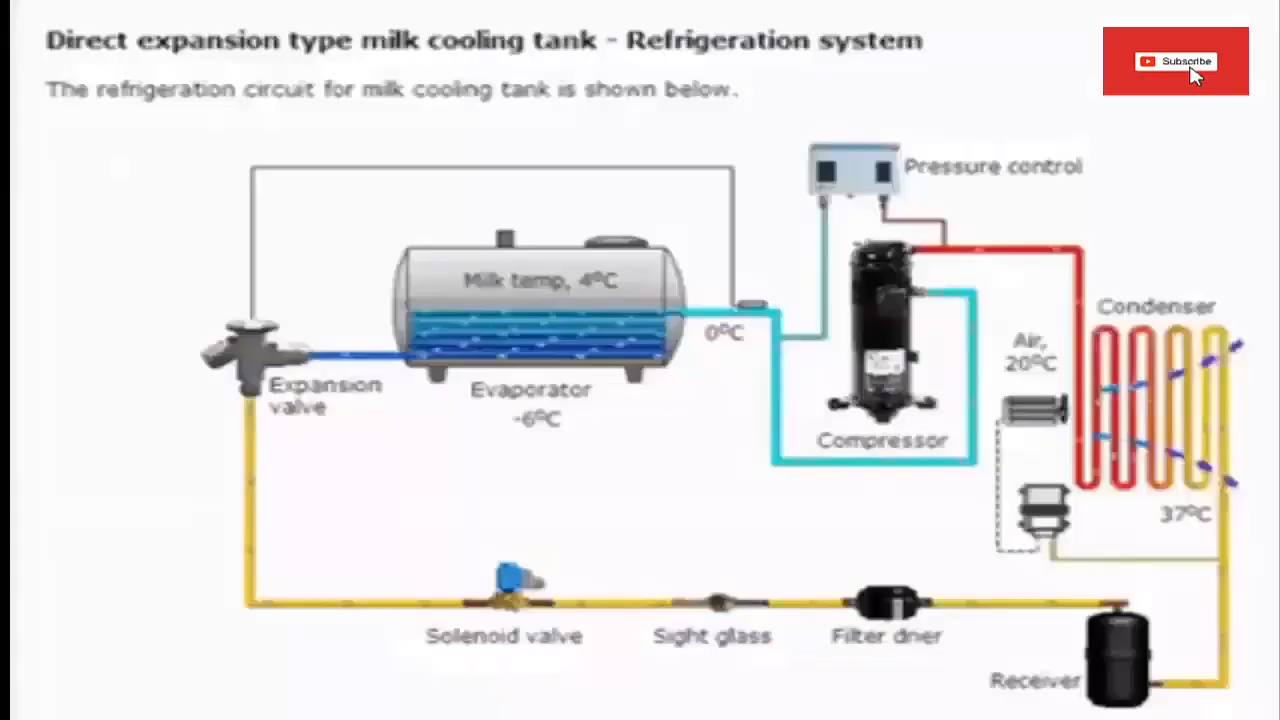 Direct expansion type milk cooling tank - Refrigeration system
Subscribe
The refrigeration circuit for milk cooling tank is shown below.
Pressure control
Milk temp, 4ºC
Condenser
0ºC
Air,
20ºC
Expansion
valve
Evaporator
-6ºC
Compressor
37ºC
Solenoid valve
Sight glass
Filter drier
Receiver